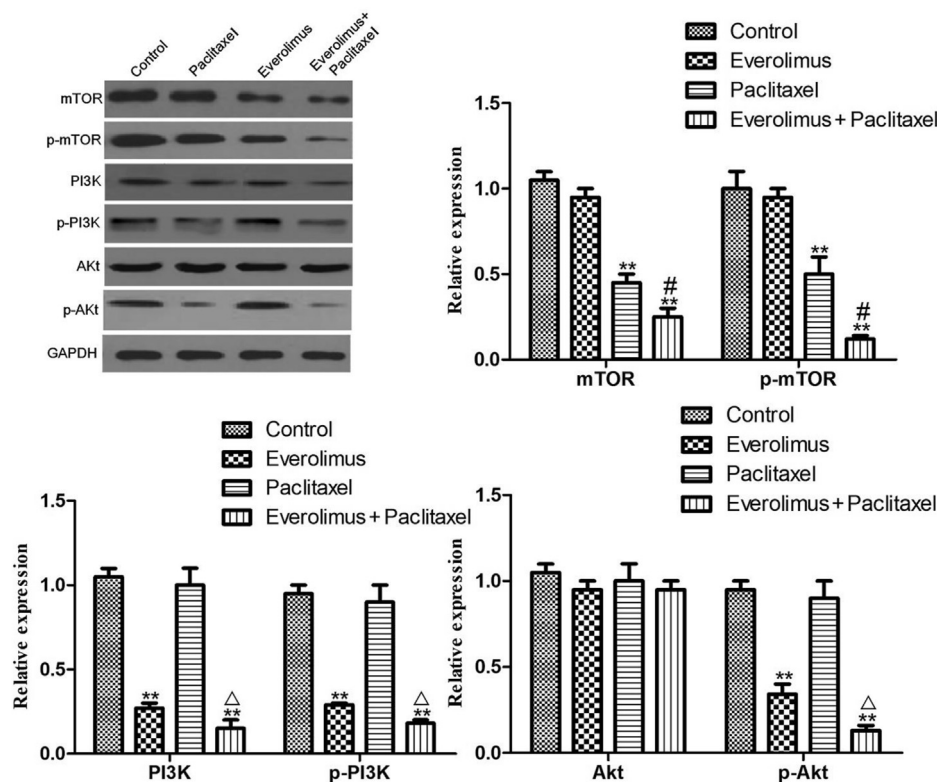 Control
Paclitaxel
Everolimus
Everolimus+
Paclitaxel
mTOR
p-mTOR
PI3K
p-PI3K
AKt
p-AKt
GAPDH
Control
Everolimus
Paclitaxel
Everolimus + Paclitaxel
Relative expression
1.5
1.0
0.5
0.0
**
#
**
**
#
**
mTOR
p-mTOR
Control
Everolimus
Paclitaxel
Everolimus + Paclitaxel
Relative expression
1.5
1.0
0.5
0.0
**
△
**
**
△
**
PI3K
p-PI3K
Control
Everolimus
Paclitaxel
Everolimus + Paclitaxel
Relative expression
1.5
1.0
0.5
0.0
**
△
**
Akt
p-Akt